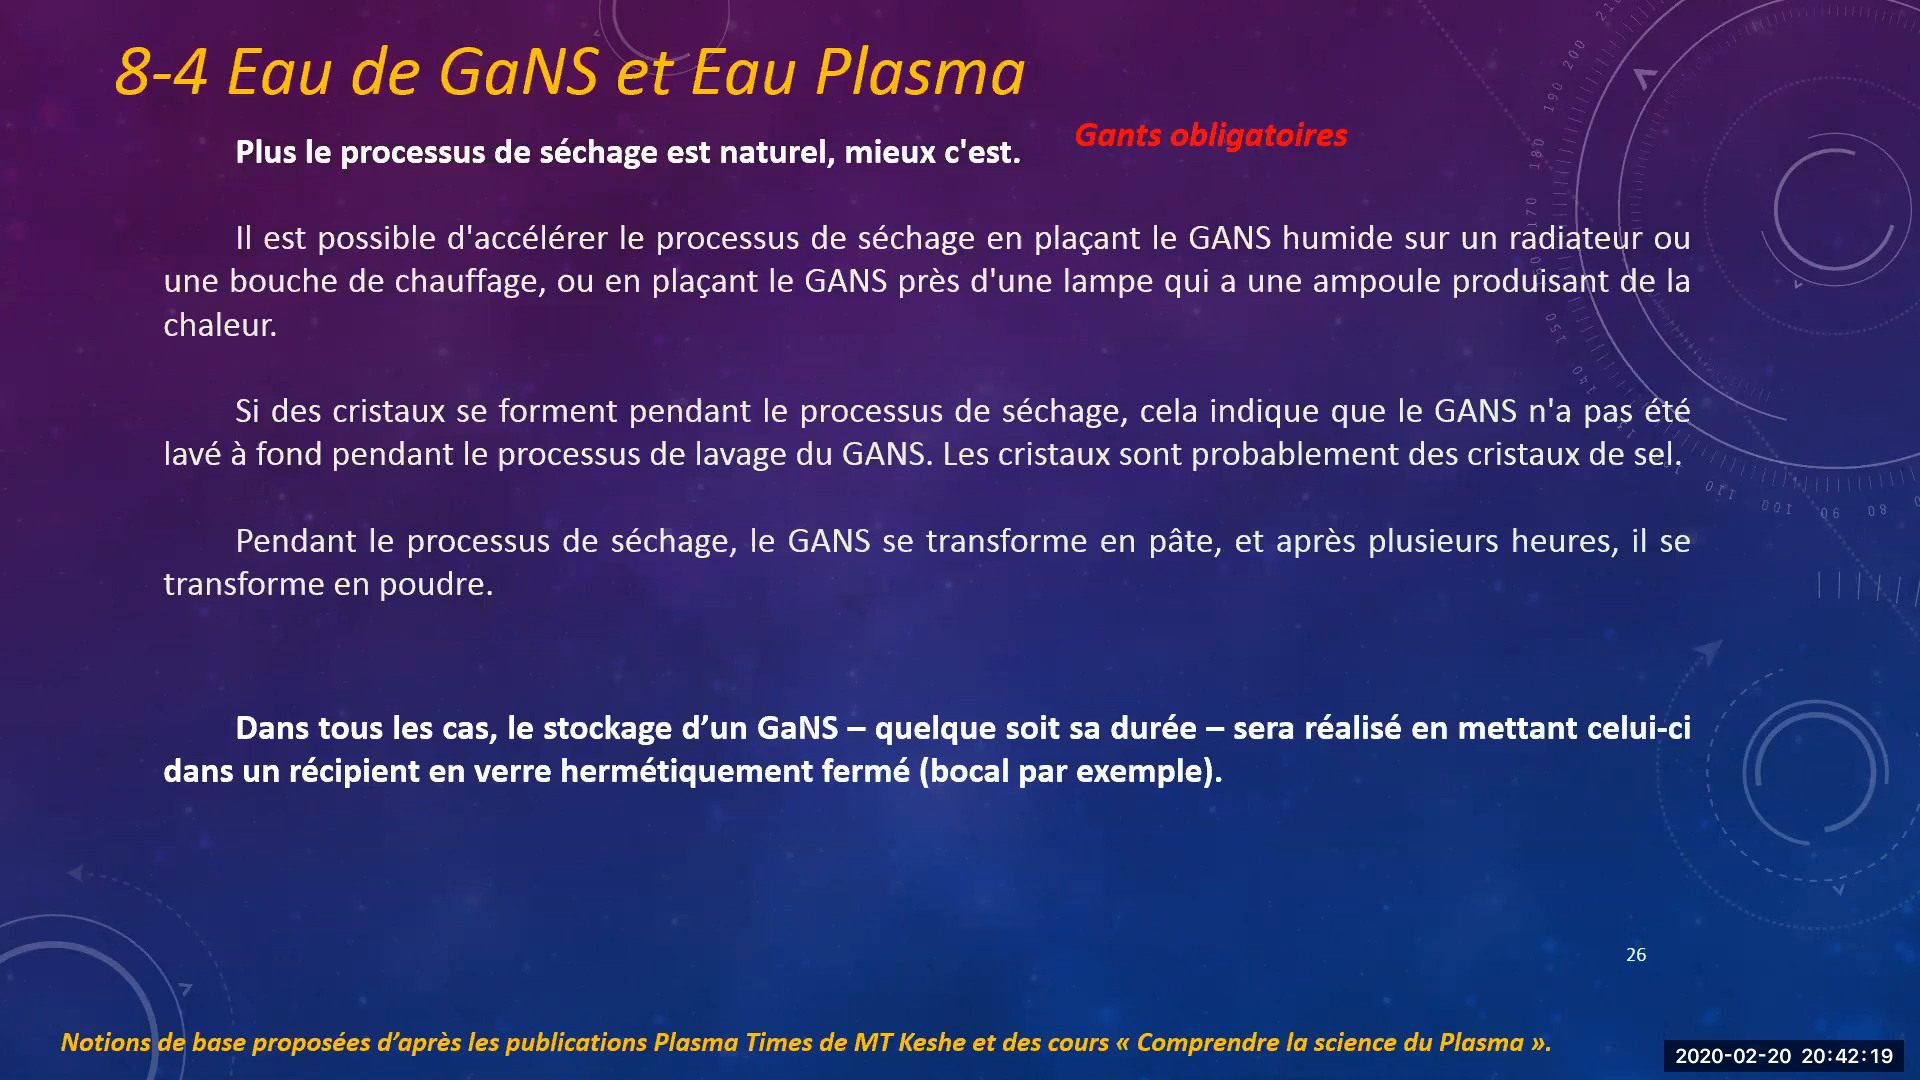 8-4 Eau de GaNS et Eau Plasma
Gants obligatoires
Plus le processus de séchage est naturel, mieux c'est.
Il est possible d'accélérer le processus de séchage en plaçant le GANS humide sur un radiateur ou
une bouche de chauffage, ou en plaçant le GANS près d'une lampe qui a une ampoule produisant de la
chaleur.
Si des cristaux se forment pendant le processus de séchage, cela indique que le GANS n'a pas été
lavé à fond pendant le processus de lavage du GANS. Les cristaux sont probablement des cristaux de sel.
Pendant le processus de séchage, le GANS se transforme en pâte, et après plusieurs heures, il se
transforme en poudre.
Dans tous les cas, le stockage d’un GaNS – quelque soit sa durée – sera réalisé en mettant celui-ci
dans un récipient en verre hermétiquement fermé (bocal par exemple).
26
Notions de base proposées d’après les publications Plasma Times de MT Keshe et des cours « Comprendre la science du Plasma ».
2020-02-20 20:42:19